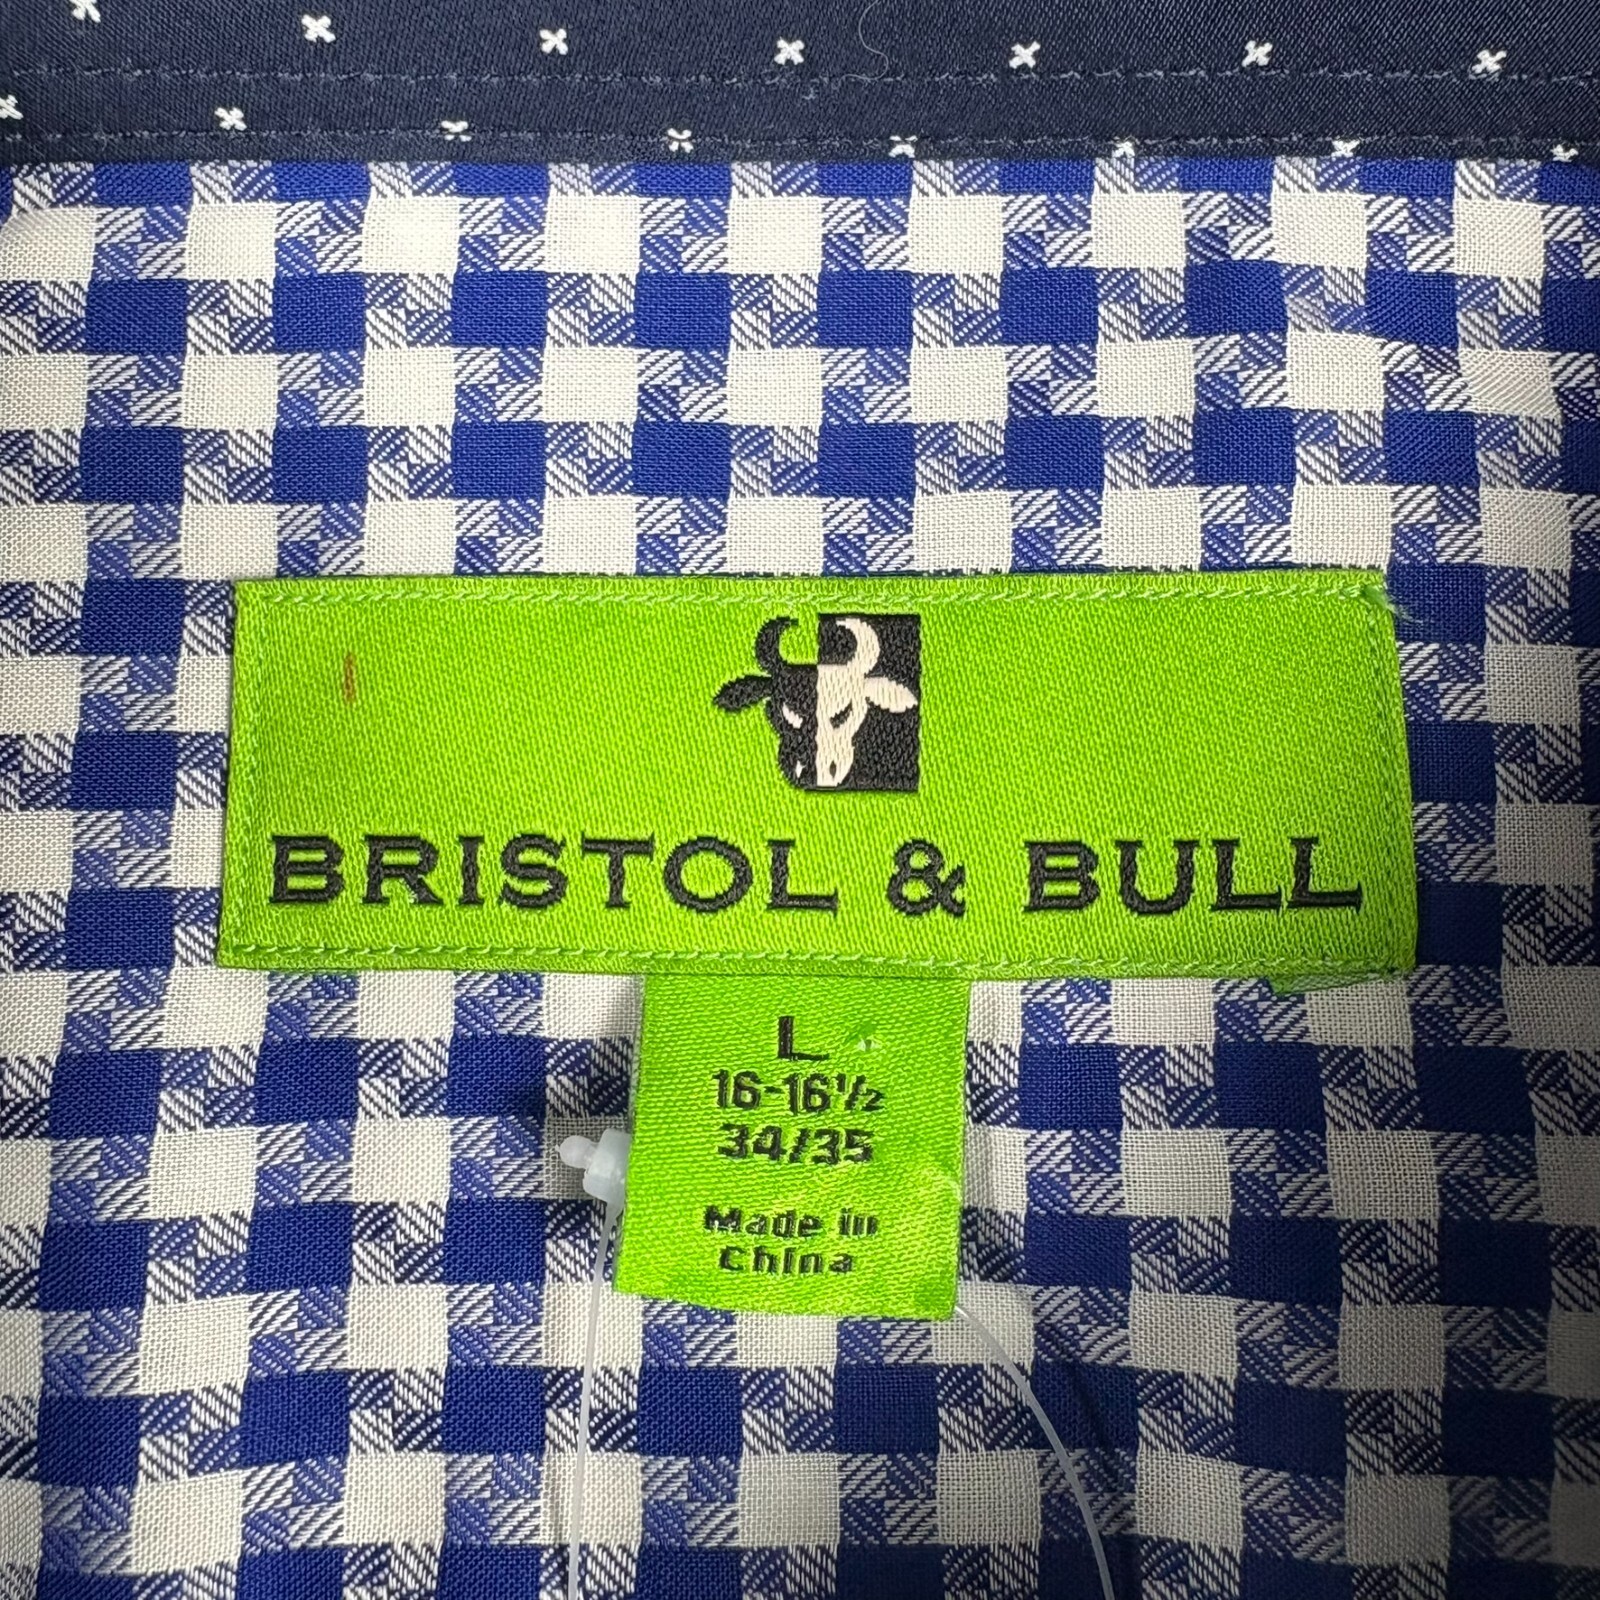 BRISTOL & BULL
L
16-16½
34/35
Made in
China